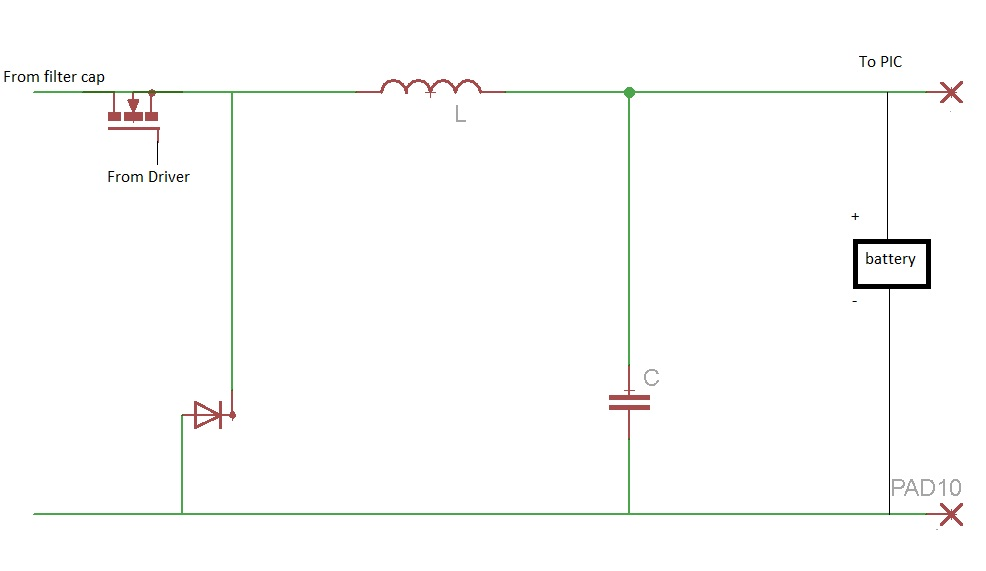 To PIC
From filter cap
L
From Driver
+
battery
-
C
PAD10